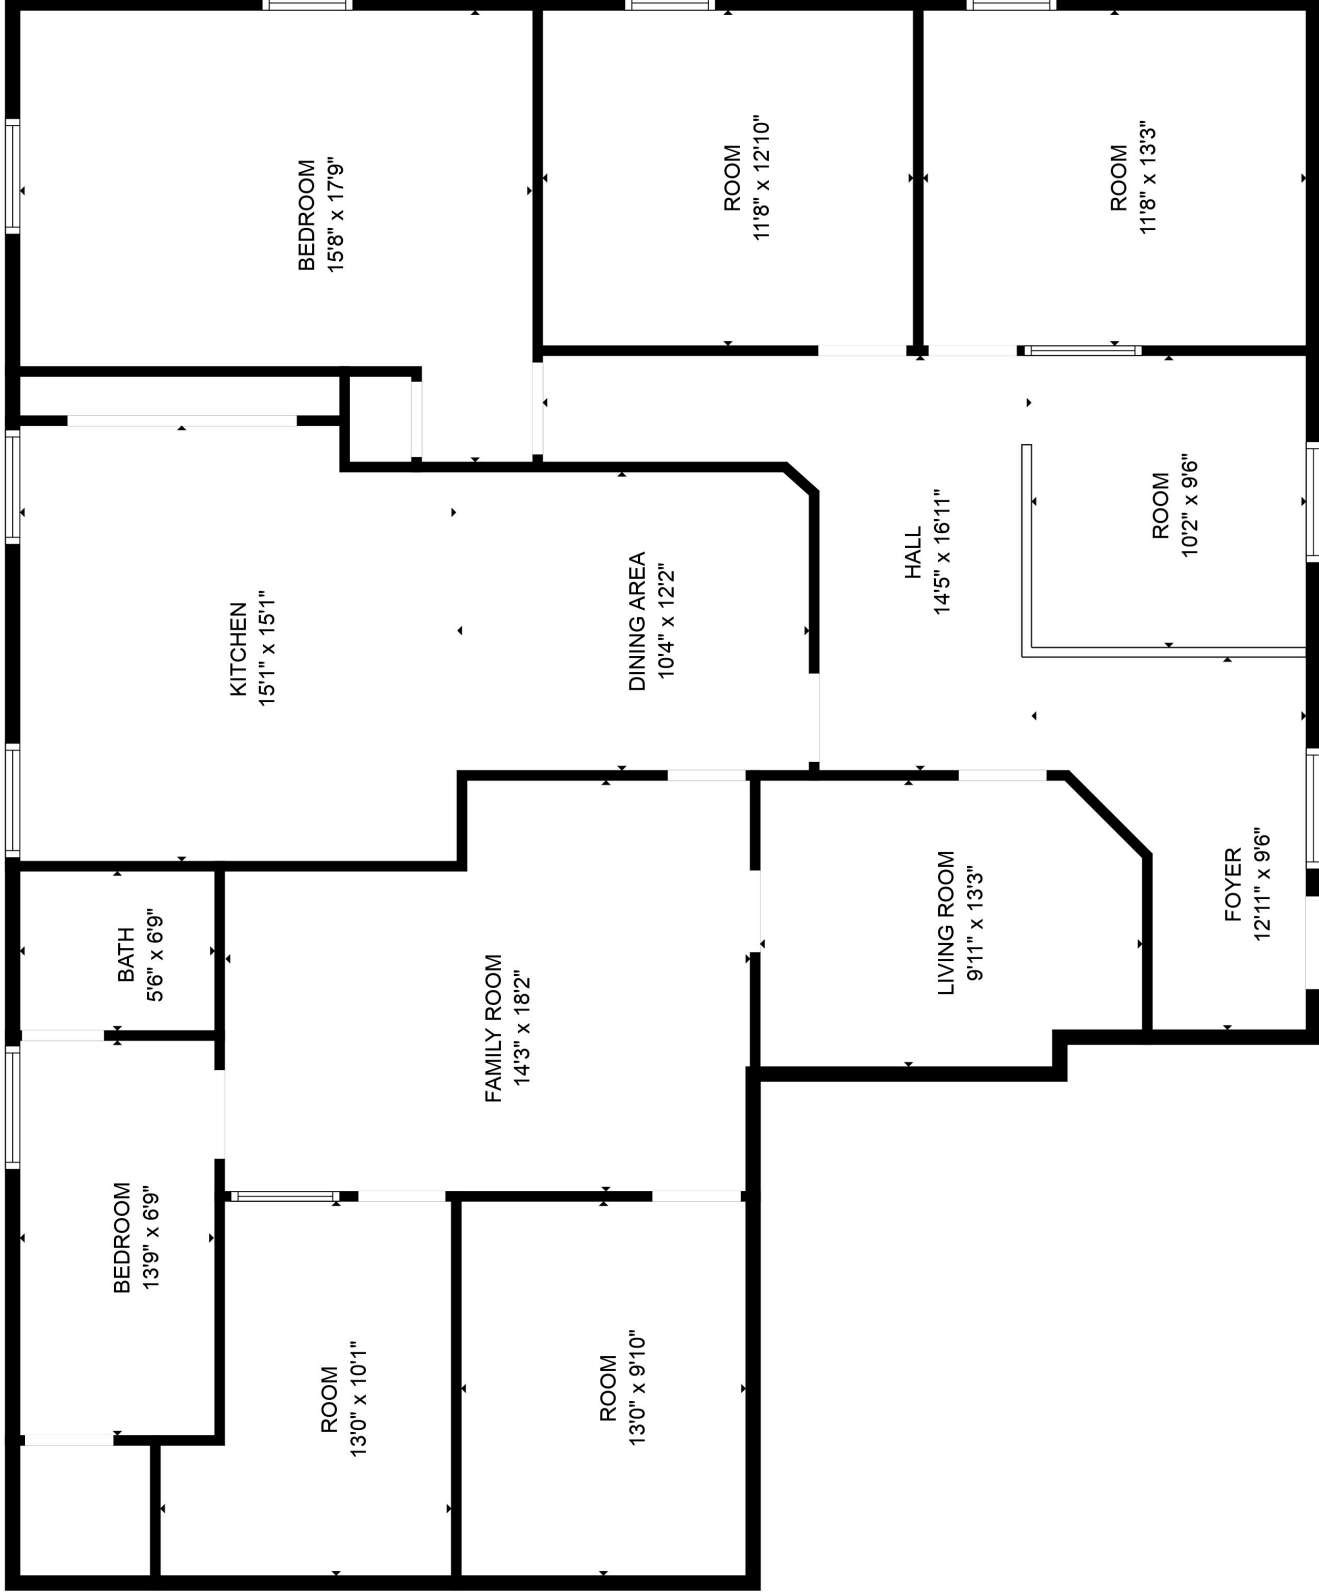 BEDROOM
15'8" x 17'9"
ROOM
11'8" x 12'10"
ROOM
11'8" x 13'3"
KITCHEN
15'1" x 15'1"
DINING AREA
10'4" x 12'2"
HALL
14'5" x 16'11"
ROOM
10'2" x 9'6"
BATH
5'6" x 6'9"
FAMILY ROOM
14'3" x 18'2"
LIVING ROOM
9'11" x 13'3"
FOYER
12'11" x 9'6"
BEDROOM
13'9" x 6'9"
ROOM
13'0" x 10'1"
ROOM
13'0" x 9'10"